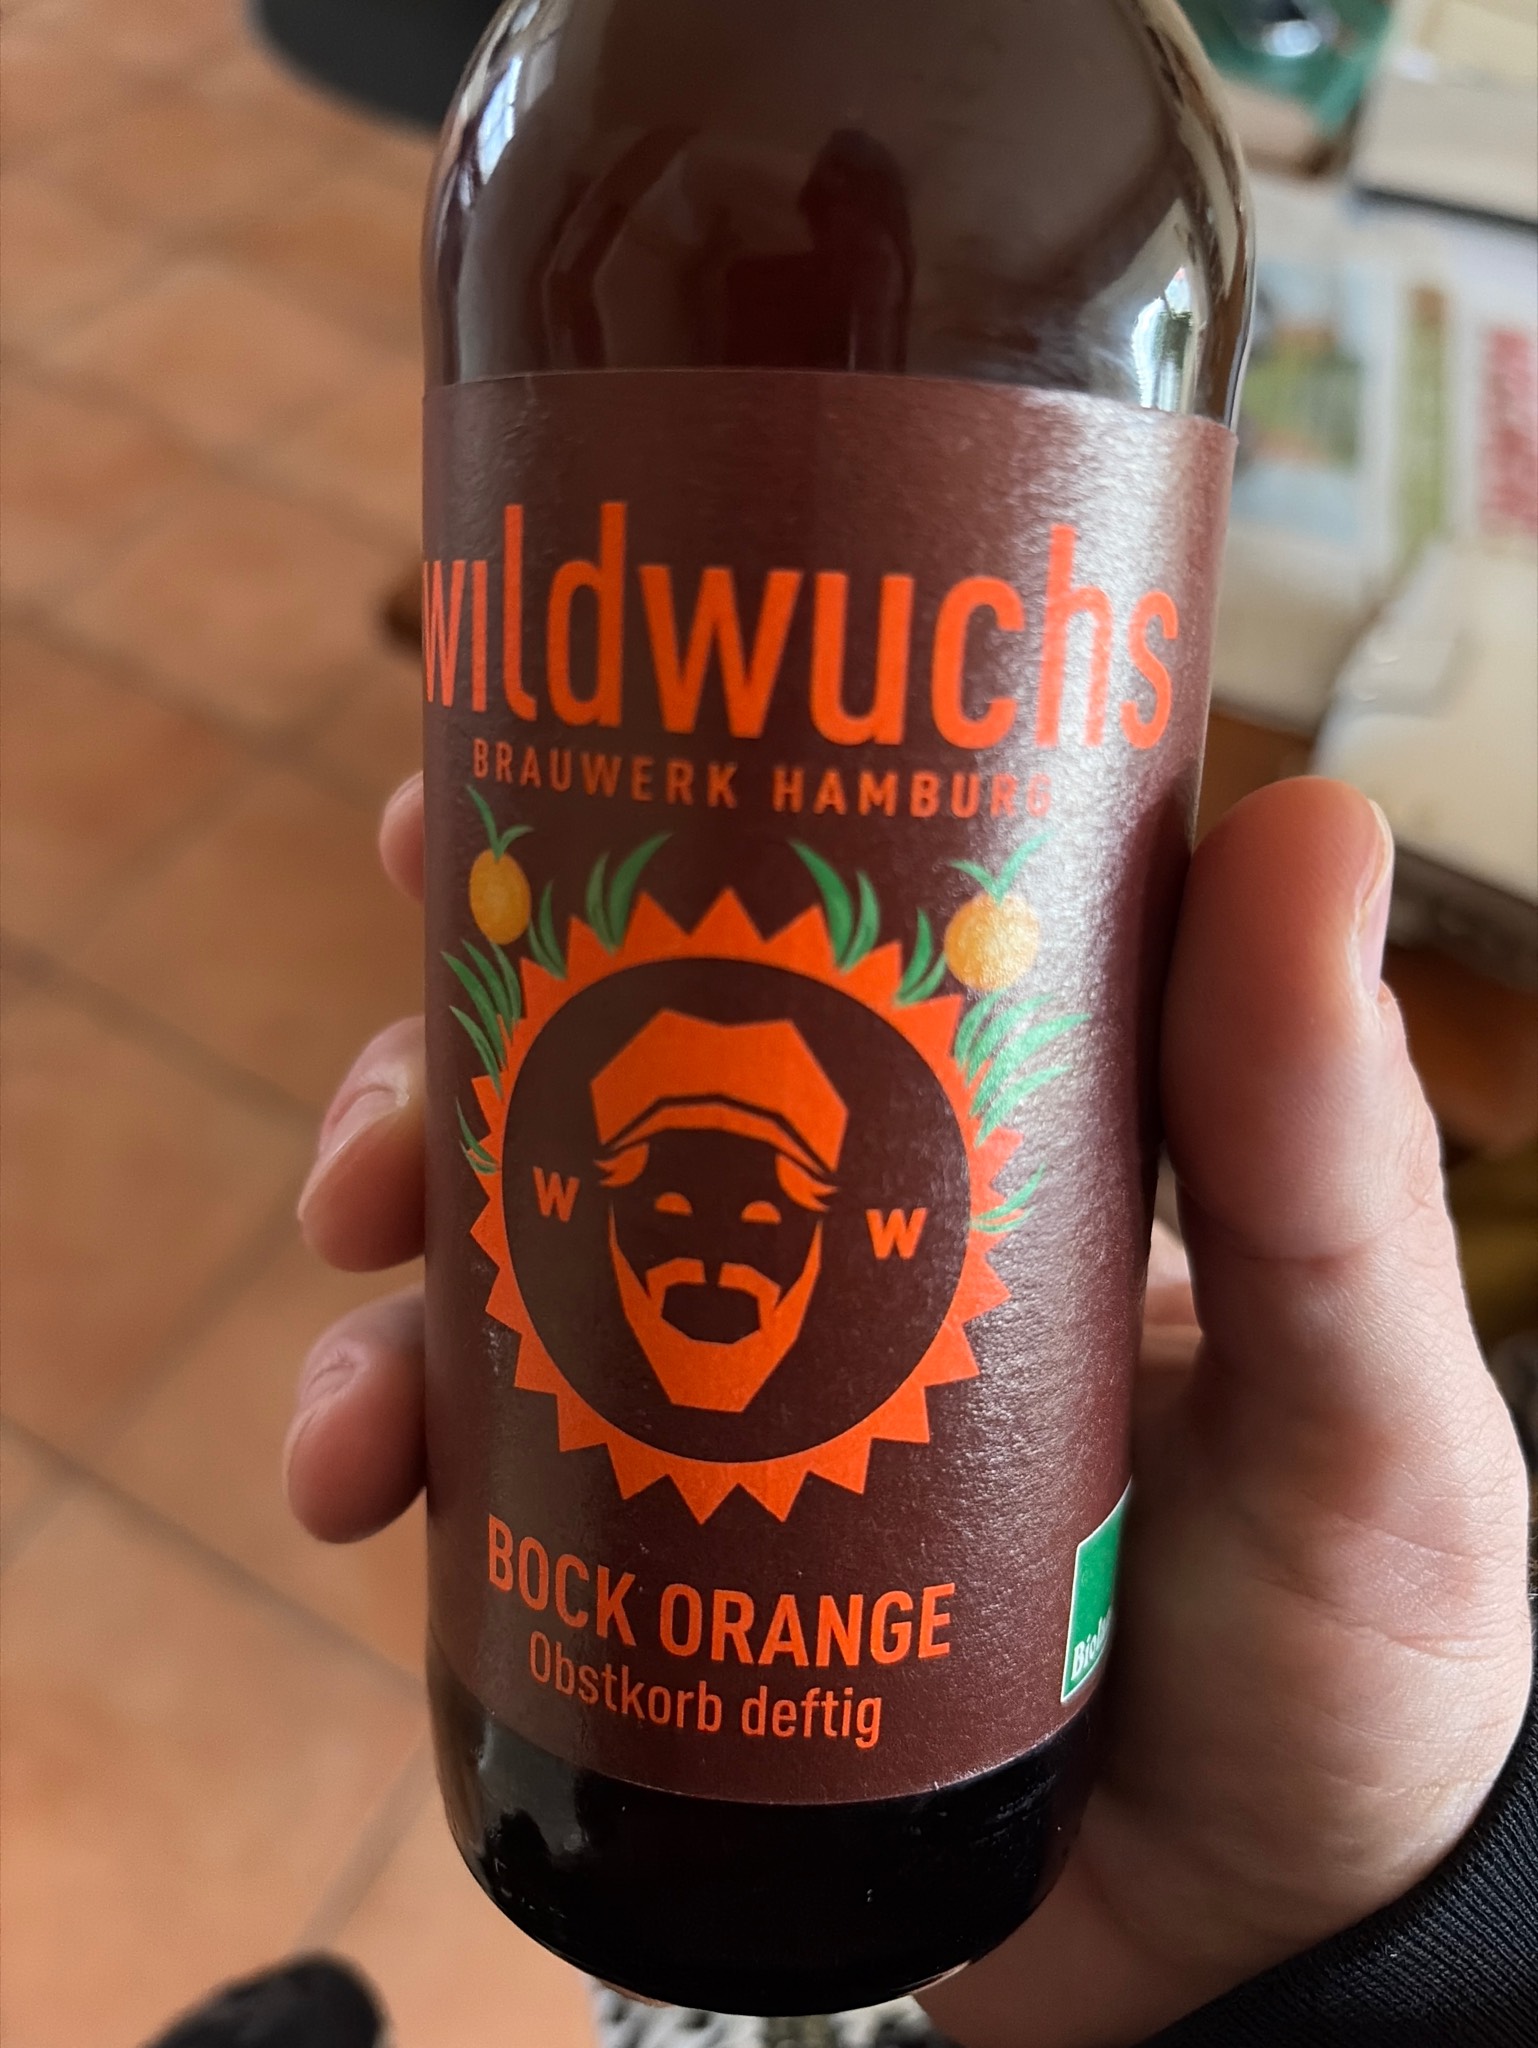 wildwuchs
BRAUWERK HAMBURG
W W
BOCK ORANGE
Obstkorb deftig